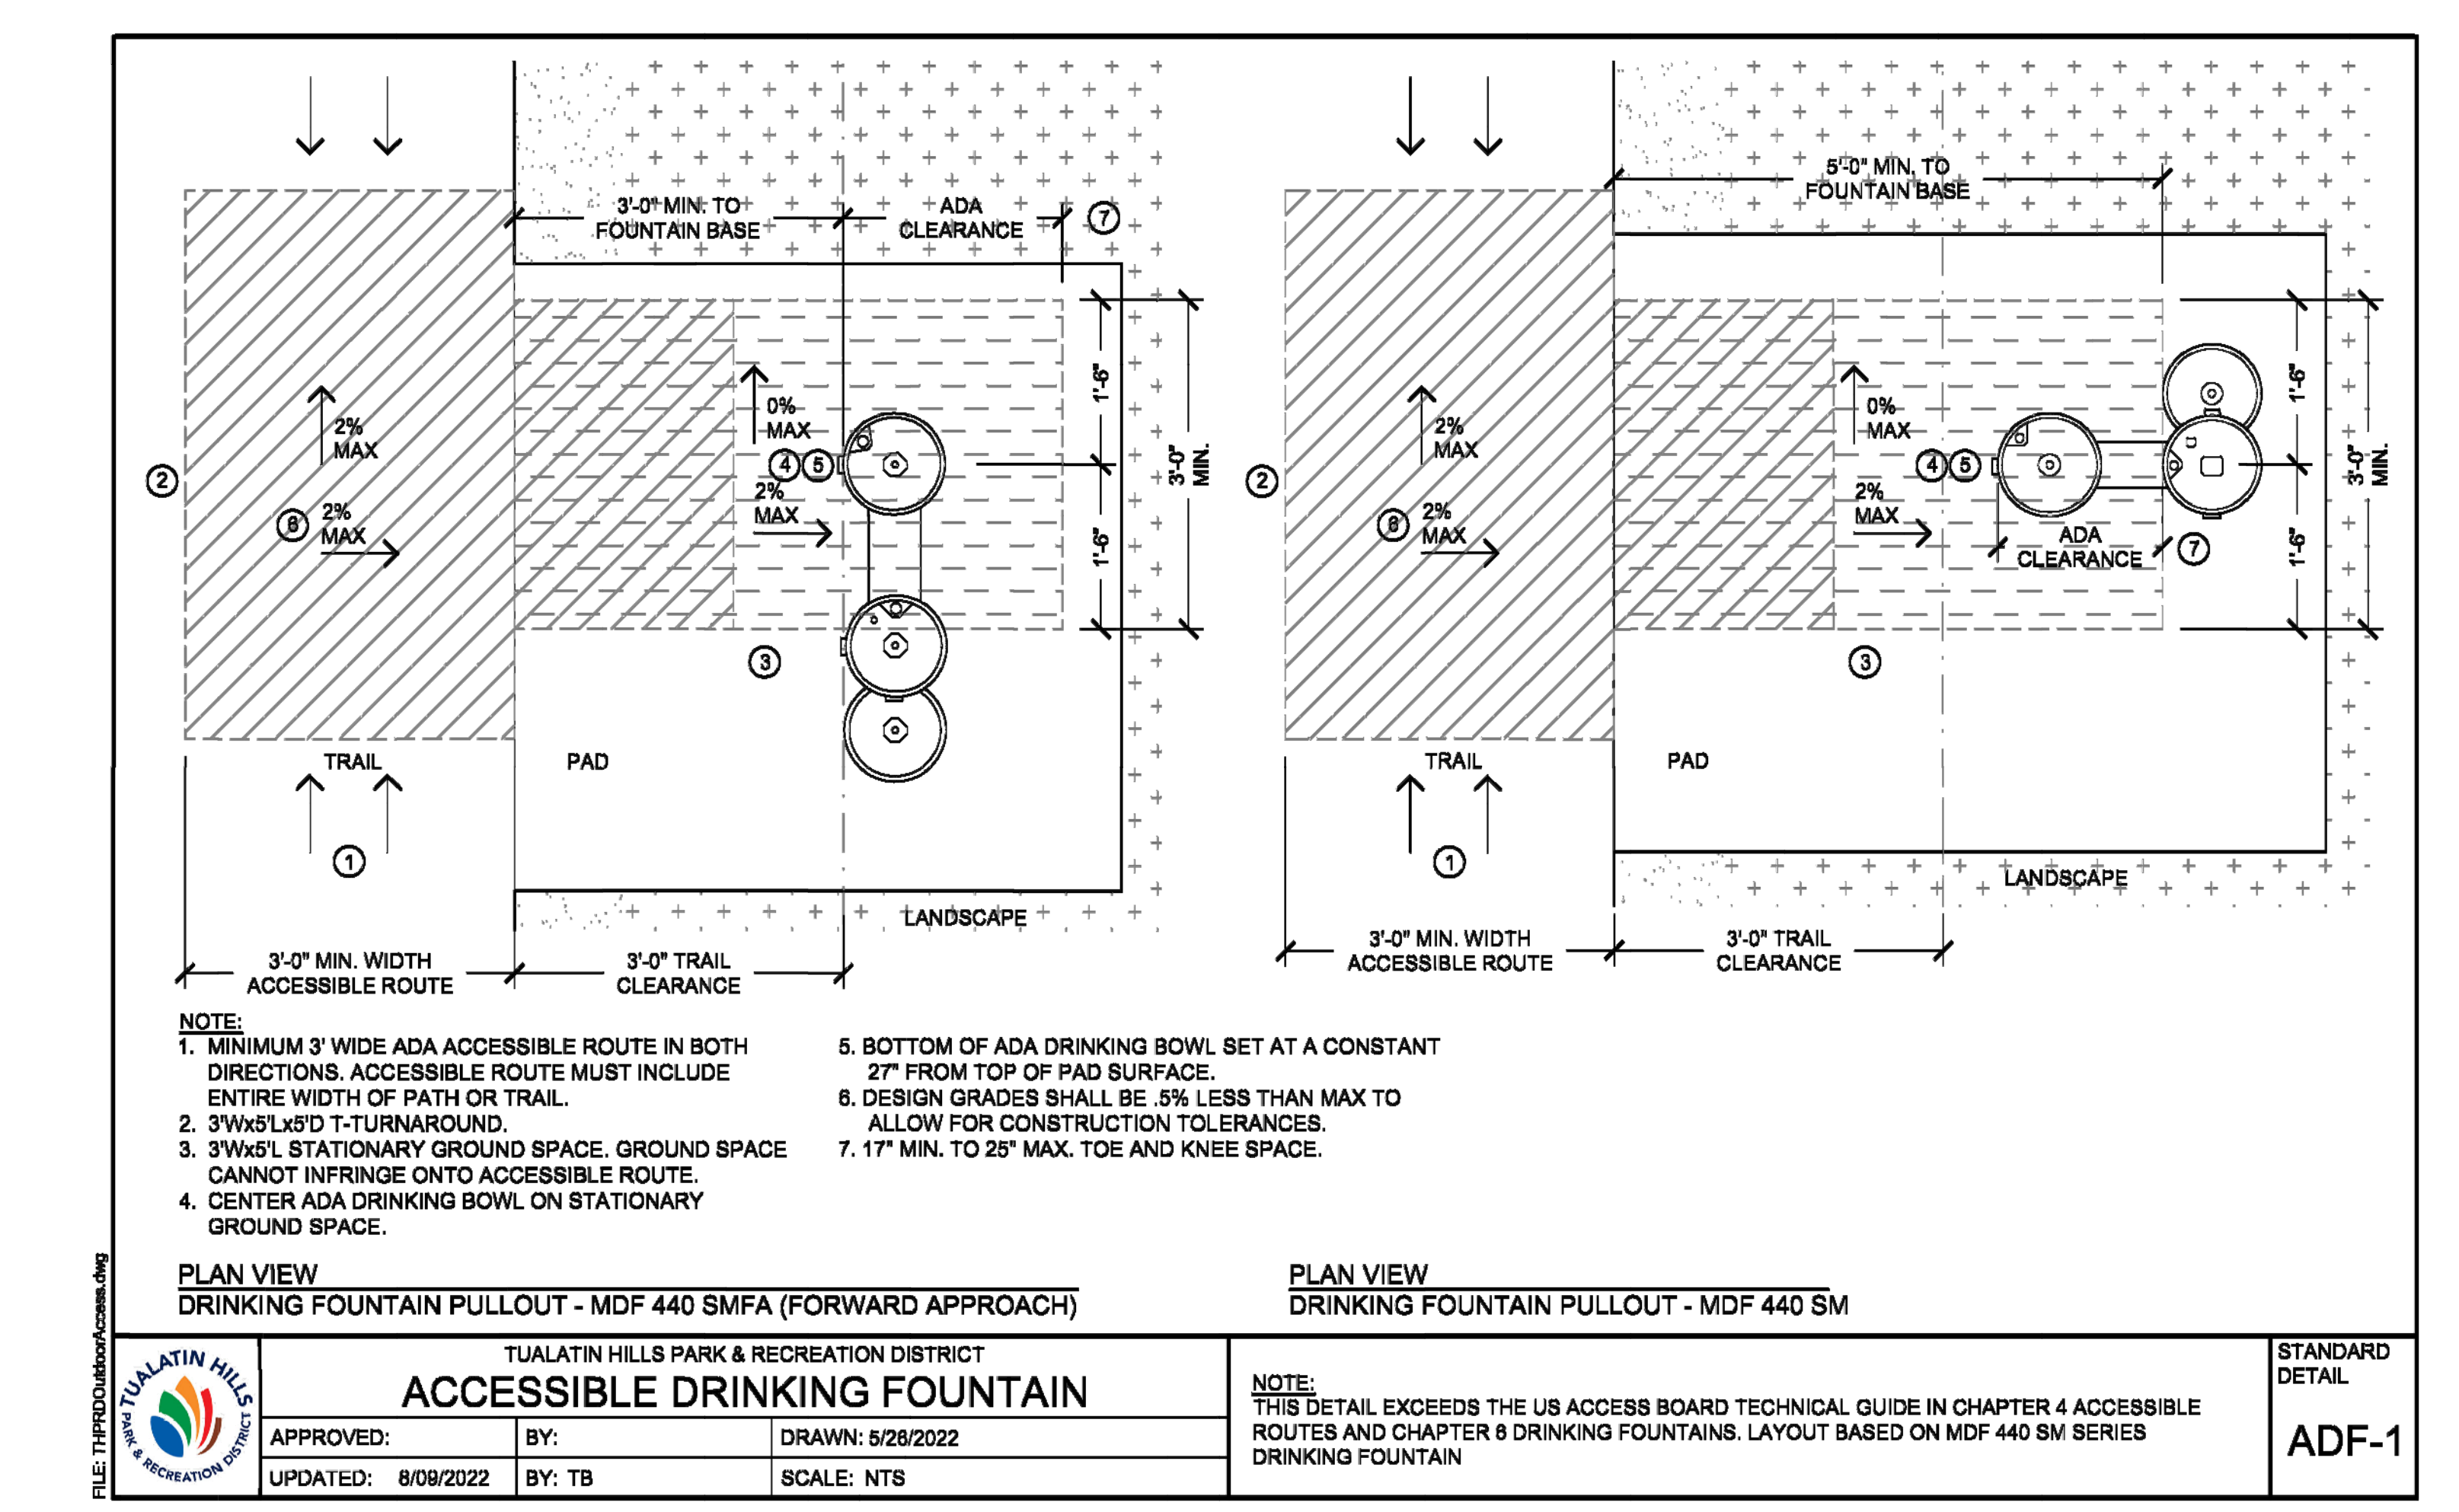 3'-0" MIN. TO
FOUNTAIN BASE
ADA
CLEARANCE
7
1'-6"
1'-6"
3'-0"
MIN.
0%
MAX
4 5
2%
MAX
2%
MAX
2
6
2%
MAX
3
TRAIL
PAD
1
LANDSCAPE
3'-0" MIN. WIDTH
ACCESSIBLE ROUTE
3'-0" TRAIL
CLEARANCE
5'-0" MIN. TO
FOUNTAIN BASE
1'-6"
1'-6"
3'-0"
MIN.
0%
MAX
4 5
2%
MAX
ADA
CLEARANCE
7
2%
MAX
2
6
2%
MAX
3
TRAIL
PAD
1
LANDSCAPE
3'-0" MIN. WIDTH
ACCESSIBLE ROUTE
3'-0" TRAIL
CLEARANCE
NOTE:
1. MINIMUM 3' WIDE ADA ACCESSIBLE ROUTE IN BOTH
DIRECTIONS. ACCESSIBLE ROUTE MUST INCLUDE
ENTIRE WIDTH OF PATH OR TRAIL.
2. 3'Wx5'Lx5'D T-TURNAROUND.
3. 3'Wx5'L STATIONARY GROUND SPACE. GROUND SPACE
CANNOT INFRINGE ONTO ACCESSIBLE ROUTE.
4. CENTER ADA DRINKING BOWL ON STATIONARY
GROUND SPACE.
5. BOTTOM OF ADA DRINKING BOWL SET AT A CONSTANT
27" FROM TOP OF PAD SURFACE.
6. DESIGN GRADES SHALL BE .5% LESS THAN MAX TO
ALLOW FOR CONSTRUCTION TOLERANCES.
7. 17" MIN. TO 25" MAX. TOE AND KNEE SPACE.
PLAN VIEW
DRINKING FOUNTAIN PULLOUT - MDF 440 SMFA (FORWARD APPROACH)
PLAN VIEW
DRINKING FOUNTAIN PULLOUT - MDF 440 SM
FILE: THPRDOutdoorAccess.dwg
TUALATIN HILLS
PARK & RECREATION DISTRICT
TUALATIN HILLS PARK & RECREATION DISTRICT
ACCESSIBLE DRINKING FOUNTAIN
APPROVED:
BY:
DRAWN: 5/26/2022
UPDATED: 8/09/2022
BY: TB
SCALE: NTS
NOTE:
THIS DETAIL EXCEEDS THE US ACCESS BOARD TECHNICAL GUIDE IN CHAPTER 4 ACCESSIBLE
ROUTES AND CHAPTER 6 DRINKING FOUNTAINS. LAYOUT BASED ON MDF 440 SM SERIES
DRINKING FOUNTAIN
STANDARD
DETAIL
ADF-1